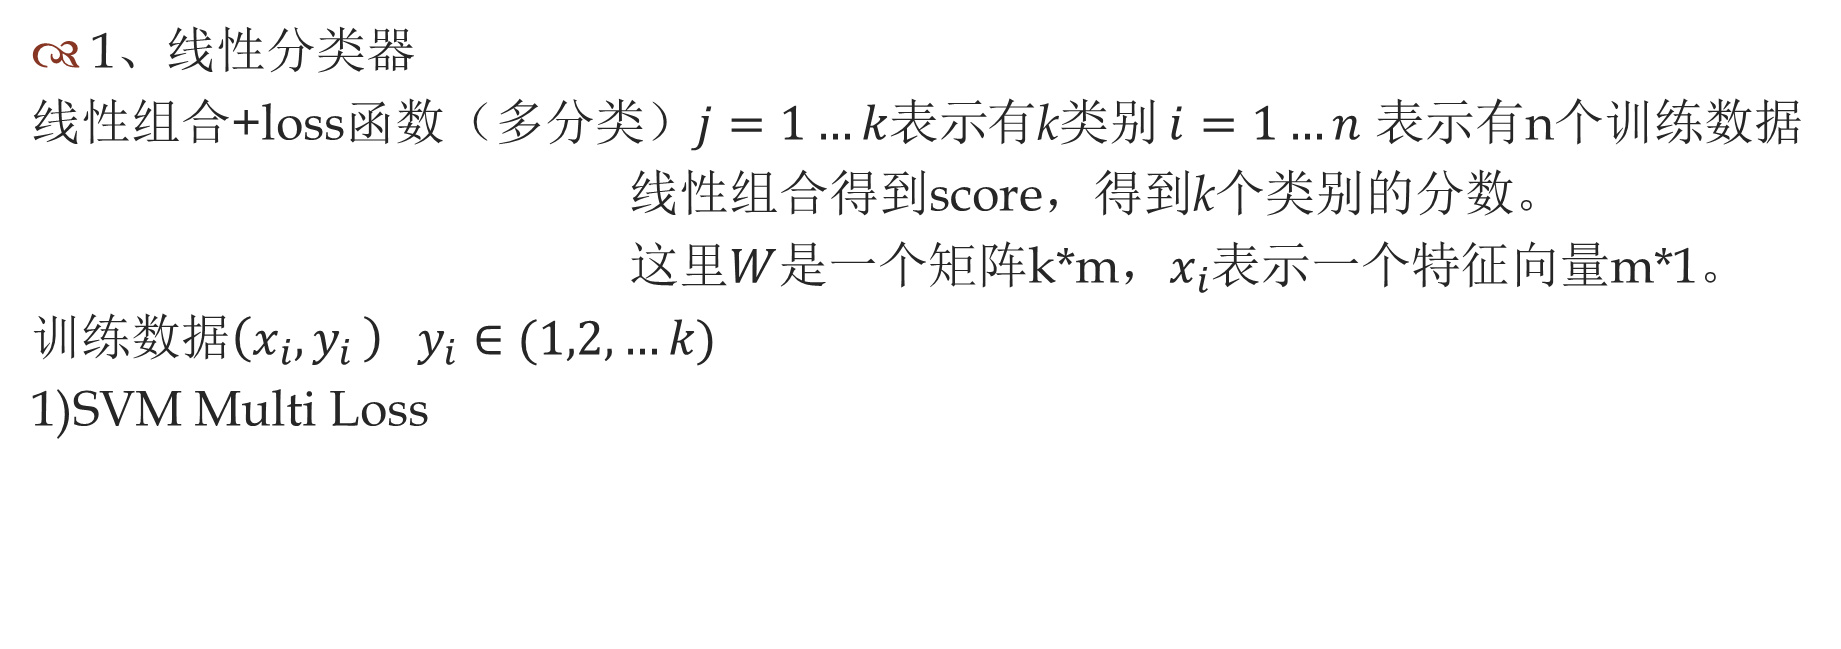 1、线性分类器
线性组合+loss函数（多分类）j = 1 … k表示有k类别 i = 1 … n 表示有n个训练数据
线性组合得到score，得到k个类别的分数。
这里W是一个矩阵k*m，xᵢ表示一个特征向量m*1。
训练数据(xᵢ, yᵢ ） yᵢ ∈ (1,2, … k)
1)SVM Multi Loss